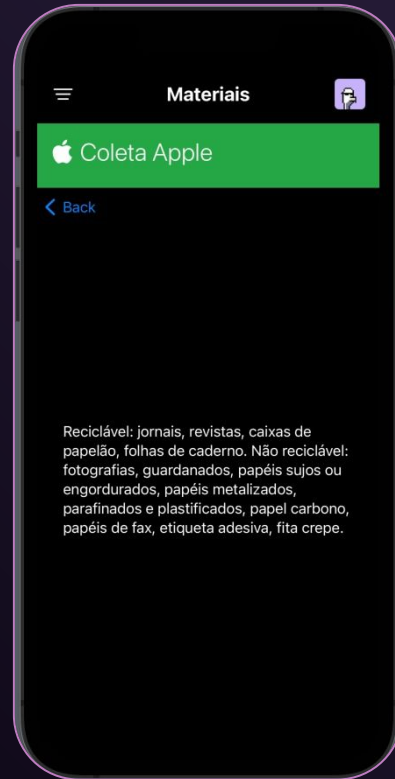 Materiais
Coleta Apple
Back
Reciclável: jornais, revistas, caixas de
papelão, folhas de caderno. Não reciclável:
fotografias, guardanados, papéis sujos ou
engordurados, papéis metalizados,
parafinados e plastificados, papel carbono,
papéis de fax, etiqueta adesiva, fita crepe.